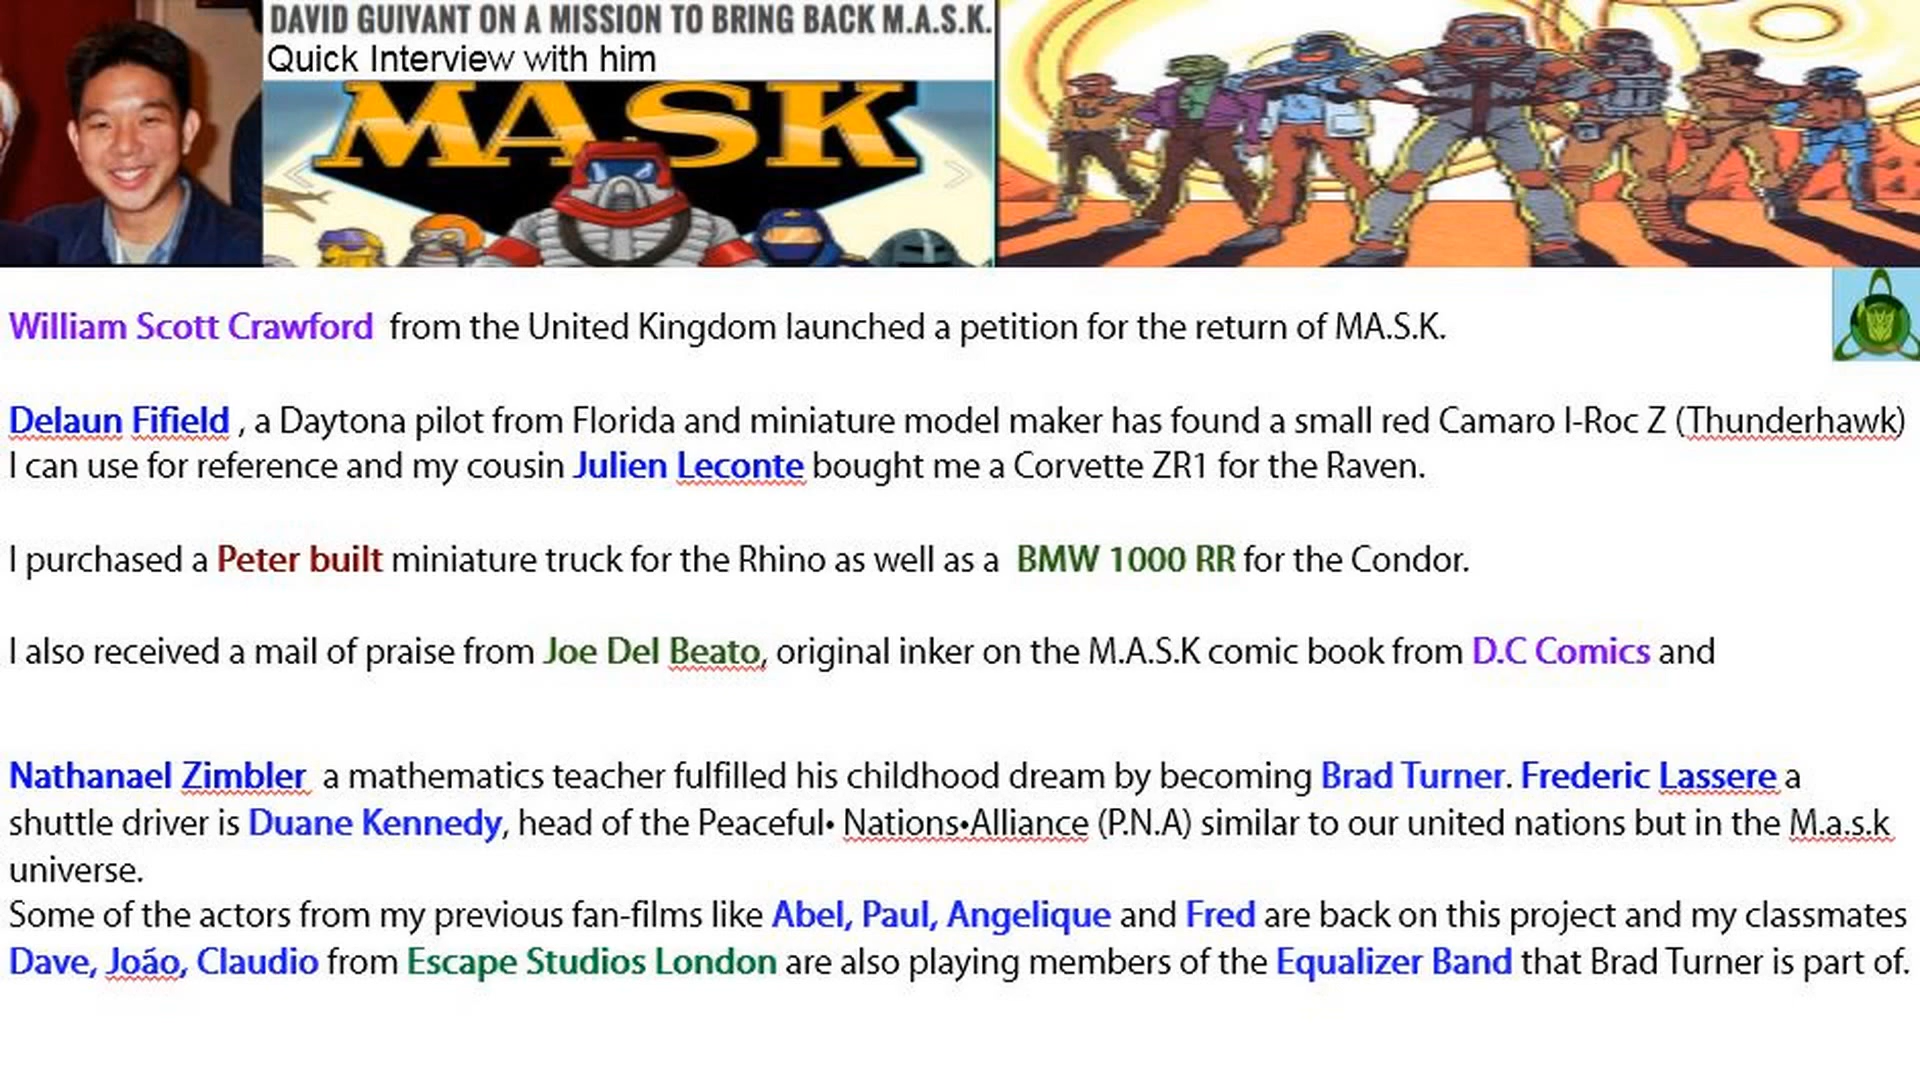 DAVID GUIVANT ON A MISSION TO BRING BACK M.A.S.K.
Quick Interview with him
MASK
William Scott Crawford from the United Kingdom launched a petition for the return of MA.S.K.
Delaun Fifield , a Daytona pilot from Florida and miniature model maker has found a small red Camaro I-Roc Z (Thunderhawk)
I can use for reference and my cousin Julien Leconte bought me a Corvette ZR1 for the Raven.
I purchased a Peter built miniature truck for the Rhino as well as a BMW 1000 RR for the Condor.
I also received a mail of praise from Joe Del Beato, original inker on the M.A.S.K comic book from D.C Comics and
Nathanael Zimbler a mathematics teacher fulfilled his childhood dream by becoming Brad Turner. Frederic Lassere a
shuttle driver is Duane Kennedy, head of the Peaceful• Nations•Alliance (P.N.A) similar to our united nations but in the M.a.s.k
universe.
Some of the actors from my previous fan-films like Abel, Paul, Angelique and Fred are back on this project and my classmates
Dave, Joáo, Claudio from Escape Studios London are also playing members of the Equalizer Band that Brad Turner is part of.